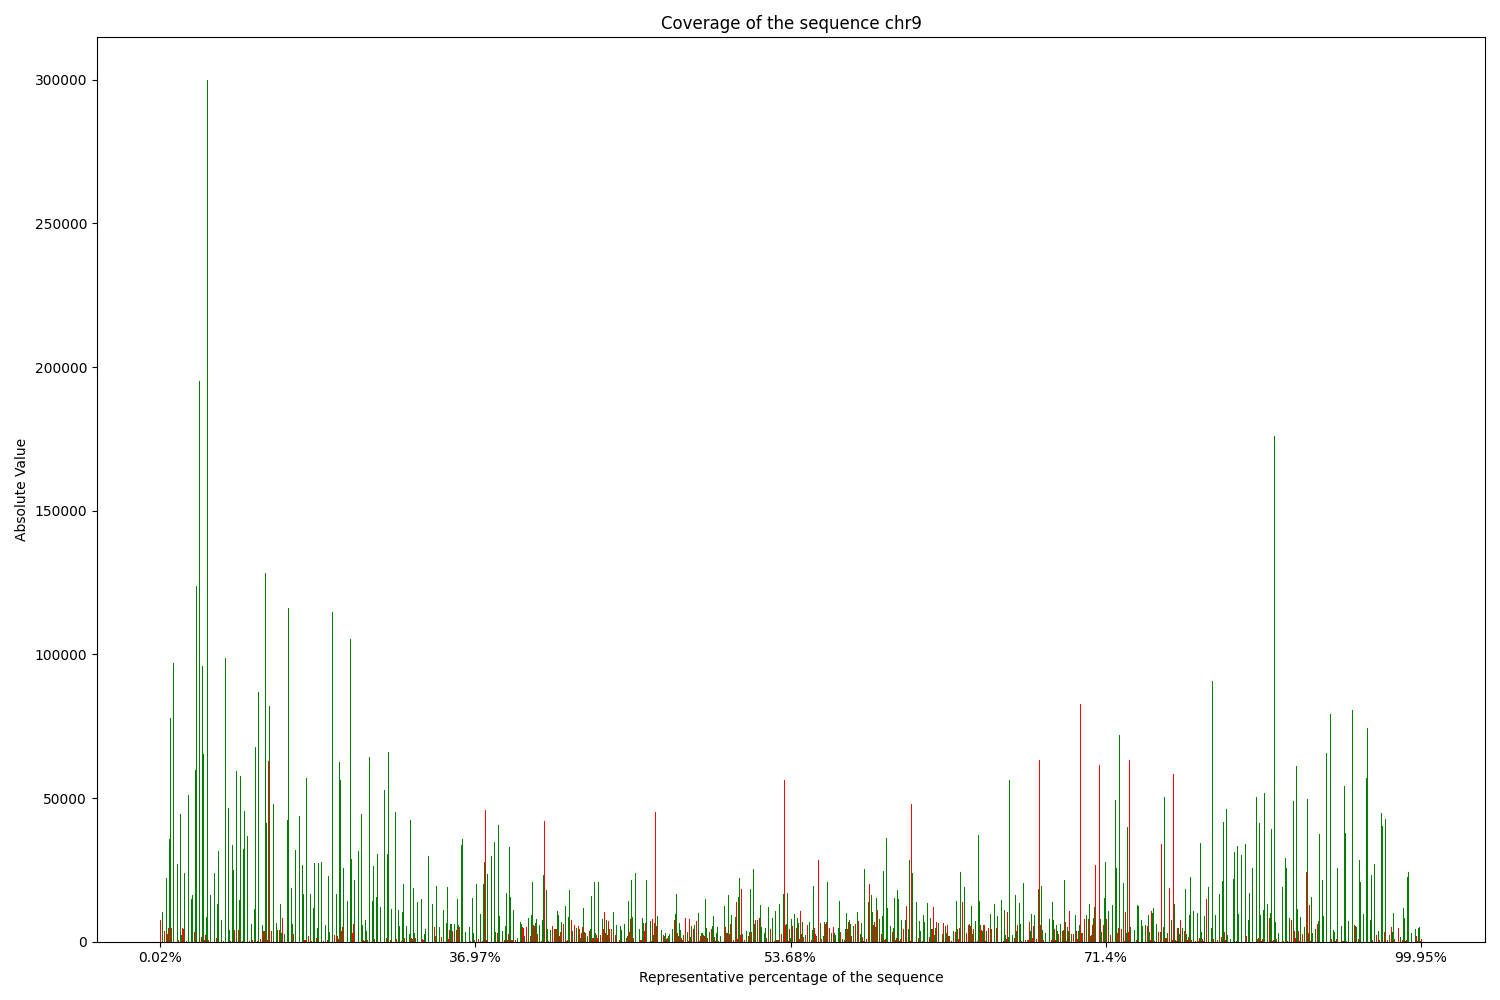 Coverage of the sequence chr9
300000
250000
200000
150000
100000
50000
0
Absolute Value
0.02% 36.97% 53.68% 71.4% 99.95%
Representative percentage of the sequence